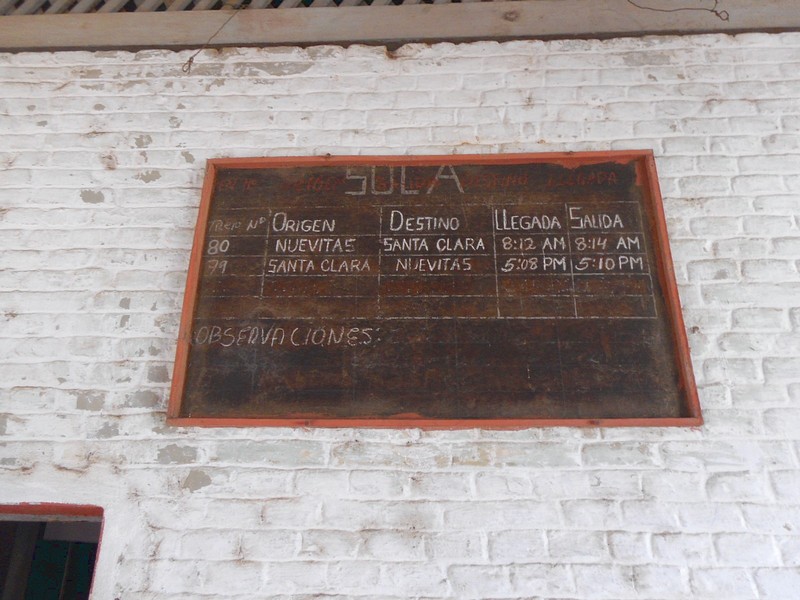 SOLA
Nº ORIGEN DESTINO LLEGADA SALIDA
80 NUEVITAS SANTA CLARA 8:12 AM 8:14 AM
79 SANTA CLARA NUEVITAS 5:08 PM 5:10 PM
OBSERVACIONES: